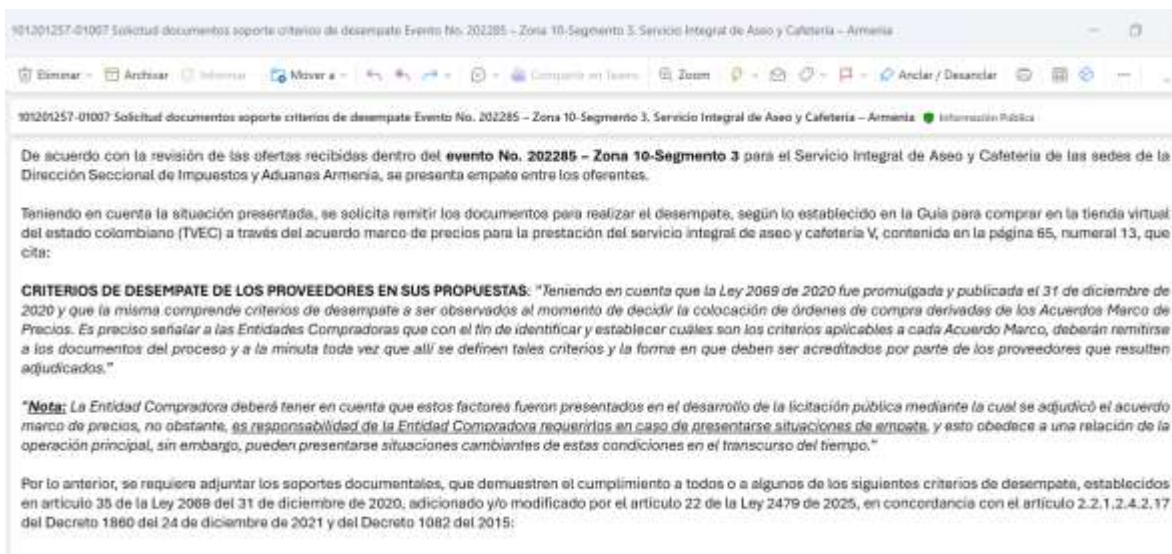 101201257-01007 Solicitud documentos soporte criterios de desempate Evento No. 202285 – Zona 10-Segmento 3. Servicio Integral de Aseo y Cafetería – Armenia
Eliminar Archivar Informar Mover a Compartir en Teams Zoom Anclar / Desanclar
101201257-01007 Solicitud documentos soporte criterios de desempate Evento No. 202285 – Zona 10-Segmento 3. Servicio Integral de Aseo y Cafetería – Armenia Información Pública
De acuerdo con la revisión de las ofertas recibidas dentro del evento No. 202285 – Zona 10-Segmento 3 para el Servicio Integral de Aseo y Cafetería de las sedes de la
Dirección Seccional de Impuestos y Aduanas Armenia, se presenta empate entre los oferentes.
Teniendo en cuenta la situación presentada, se solicita remitir los documentos para realizar el desempate, según lo establecido en la Guía para comprar en la tienda virtual
del estado colombiano (TVEC) a través del acuerdo marco de precios para la prestación del servicio integral de aseo y cafetería V, contenida en la página 65, numeral 13, que
cita:
CRITERIOS DE DESEMPATE DE LOS PROVEEDORES EN SUS PROPUESTAS: "Teniendo en cuenta que la Ley 2069 de 2020 fue promulgada y publicada el 31 de diciembre de
2020 y que la misma comprende criterios de desempate a ser observados al momento de decidir la colocación de órdenes de compra derivadas de los Acuerdos Marco de
Precios. Es preciso señalar a las Entidades Compradoras que con el fin de identificar y establecer cuáles son los criterios aplicables a cada Acuerdo Marco, deberán remitirse
a los documentos del proceso y a la minuta toda vez que allí se definen tales criterios y la forma en que deben ser acreditados por parte de los proveedores que resulten
adjudicados."
"Nota: La Entidad Compradora deberá tener en cuenta que estos factores fueron presentados en el desarrollo de la licitación pública mediante la cual se adjudicó el acuerdo
marco de precios, no obstante, es responsabilidad de la Entidad Compradora requerirlos en caso de presentarse situaciones de empate, y esto obedece a una relación de la
operación principal, sin embargo, pueden presentarse situaciones cambiantes de estas condiciones en el transcurso del tiempo."
Por lo anterior, se requiere adjuntar los soportes documentales, que demuestren el cumplimiento a todos o a algunos de los siguientes criterios de desempate, establecidos
en artículo 35 de la Ley 2069 del 31 de diciembre de 2020, adicionado y/o modificado por el artículo 22 de la Ley 2479 de 2025, en concordancia con el artículo 2.2.1.2.4.2.17
del Decreto 1860 del 24 de diciembre de 2021 y del Decreto 1082 del 2015: